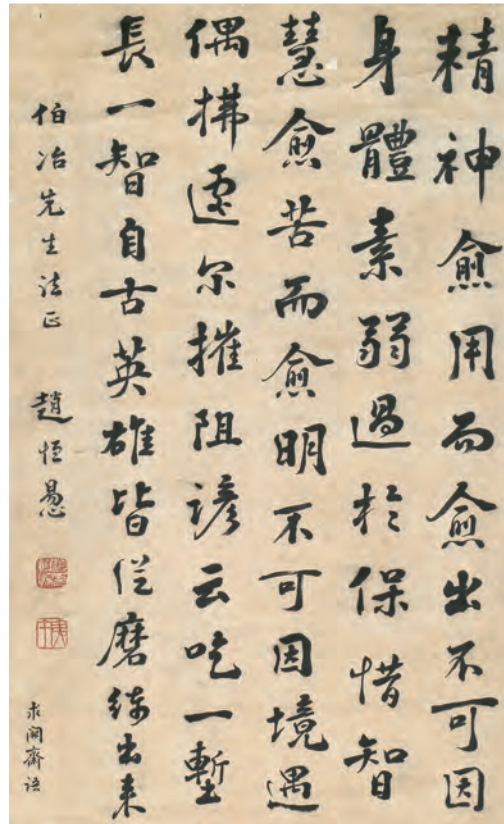 精神愈用而愈出不可因
身體素弱過於保惜智
慧愈苦而愈明不可因境遇
偶拂遽尔摧阻諺云吃一塹
長一智自古英雄皆從磨練出来
伯冶先生法正 趙恒惖
求闕齋語